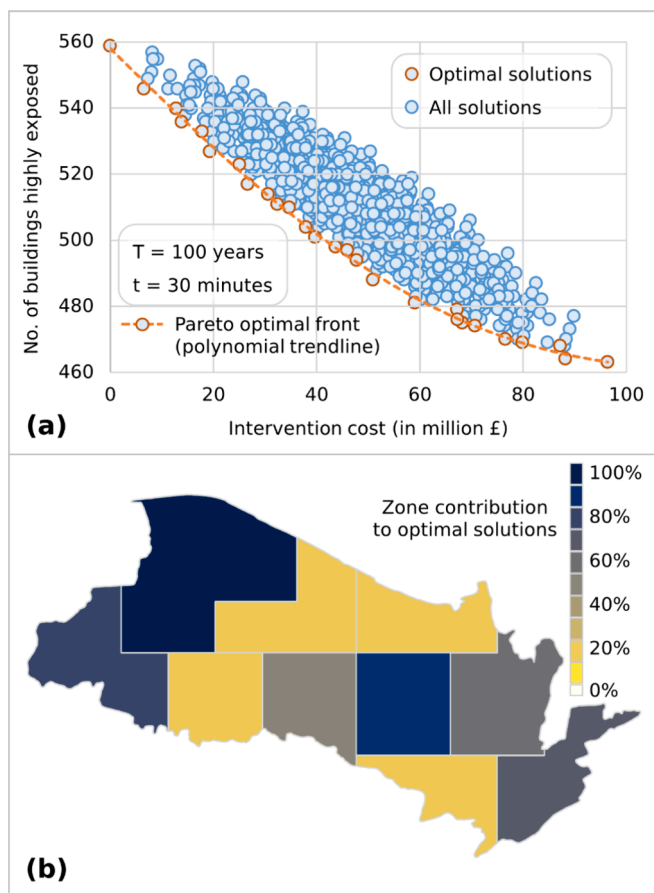 560
540
520
500
480
460
No. of buildings highly exposed
Optimal solutions
All solutions
T = 100 years
t = 30 minutes
Pareto optimal front
(polynomial trendline)
0
20
40
60
80
100
(a)
Intervention cost (in million £)
Zone contribution
to optimal solutions
100%
80%
60%
40%
20%
0%
(b)